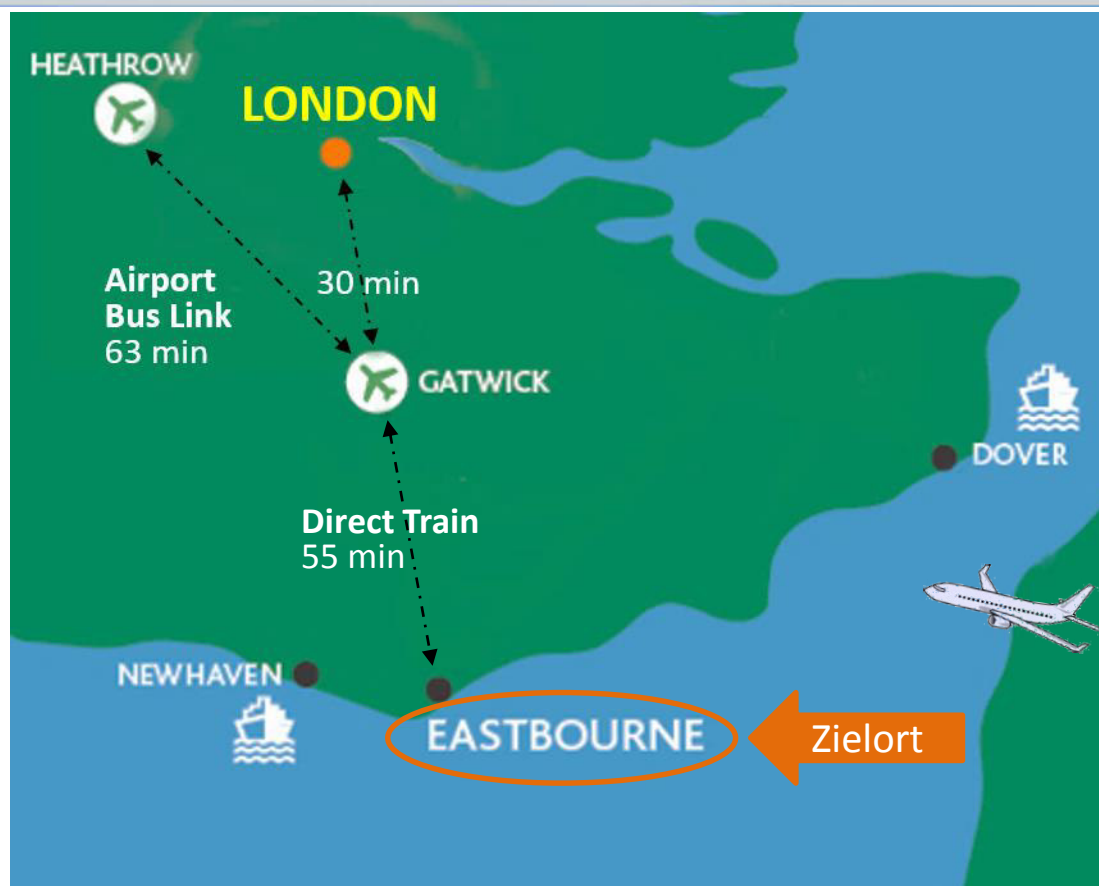 HEATHROW
LONDON
Airport
Bus Link
63 min
30 min
GATWICK
DOVER
Direct Train
55 min
NEWHAVEN
EASTBOURNE
Zielort